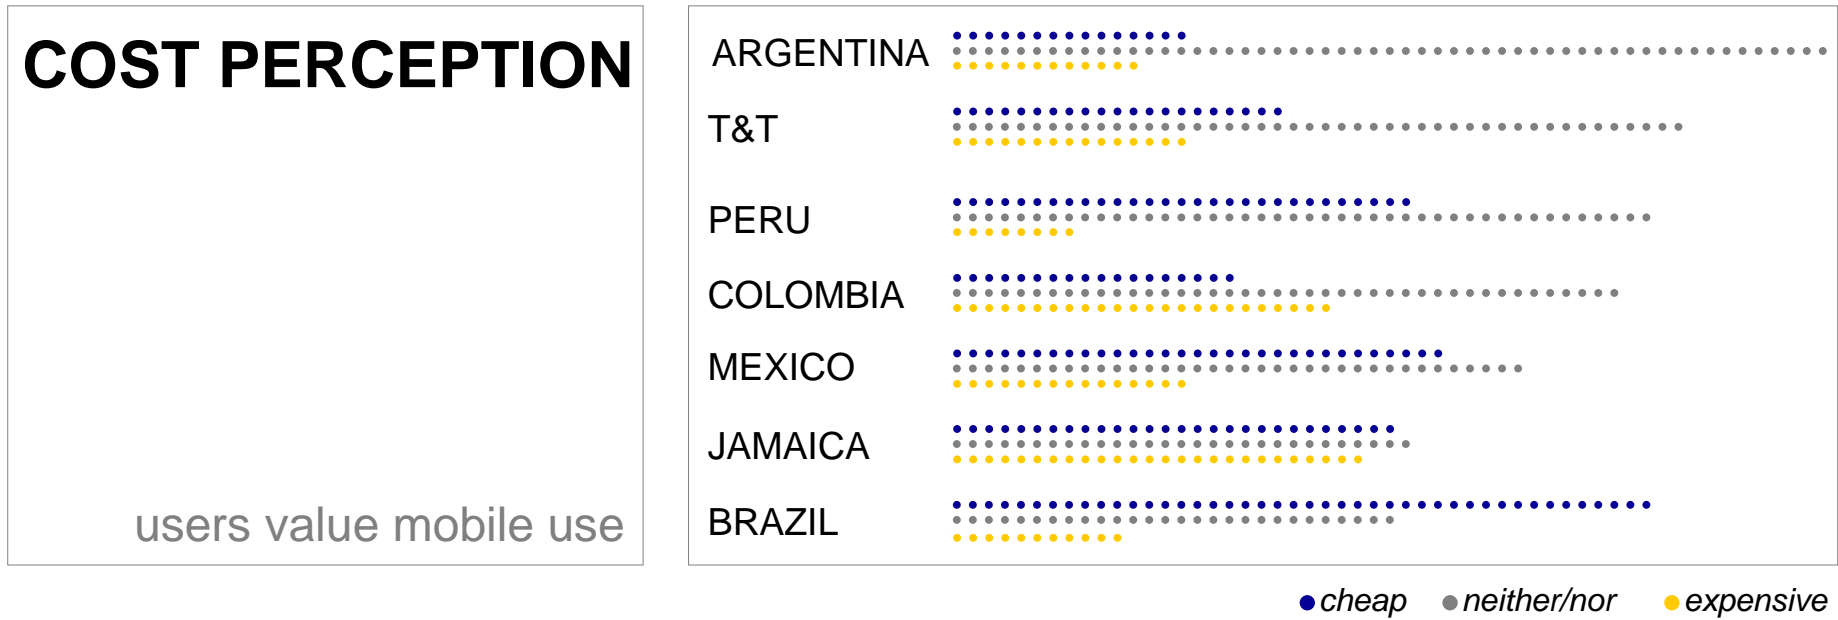 COST PERCEPTION
users value mobile use
ARGENTINA
T&T
PERU
COLOMBIA
MEXICO
JAMAICA
BRAZIL
cheap neither/nor expensive